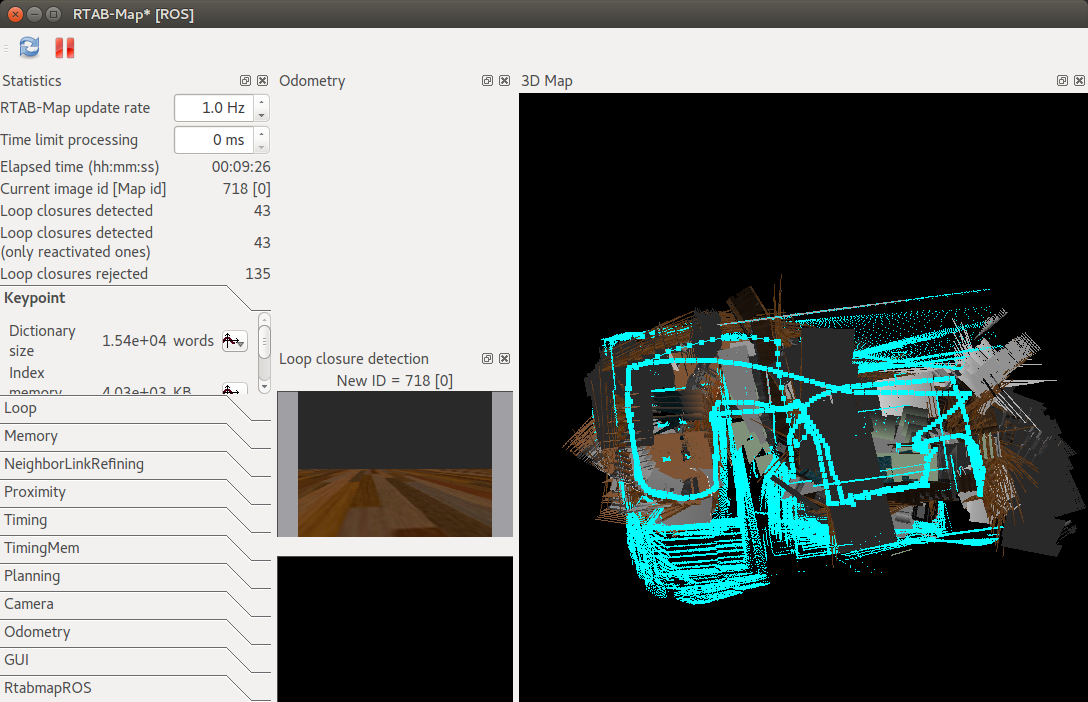 RTAB-Map* [ROS]
Statistics
RTAB-Map update rate 1.0 Hz
Time limit processing 0 ms
Elapsed time (hh:mm:ss) 00:09:26
Current image id [Map id] 718 [0]
Loop closures detected 43
Loop closures detected
(only reactivated ones) 43
Loop closures rejected 135
Keypoint
Dictionary
size 1.54e+04 words
Index
memory 4.03e+03 KB
Loop
Memory
NeighborLinkRefining
Proximity
Timing
TimingMem
Planning
Camera
Odometry
GUI
RtabmapROS
Odometry
Loop closure detection
New ID = 718 [0]
3D Map